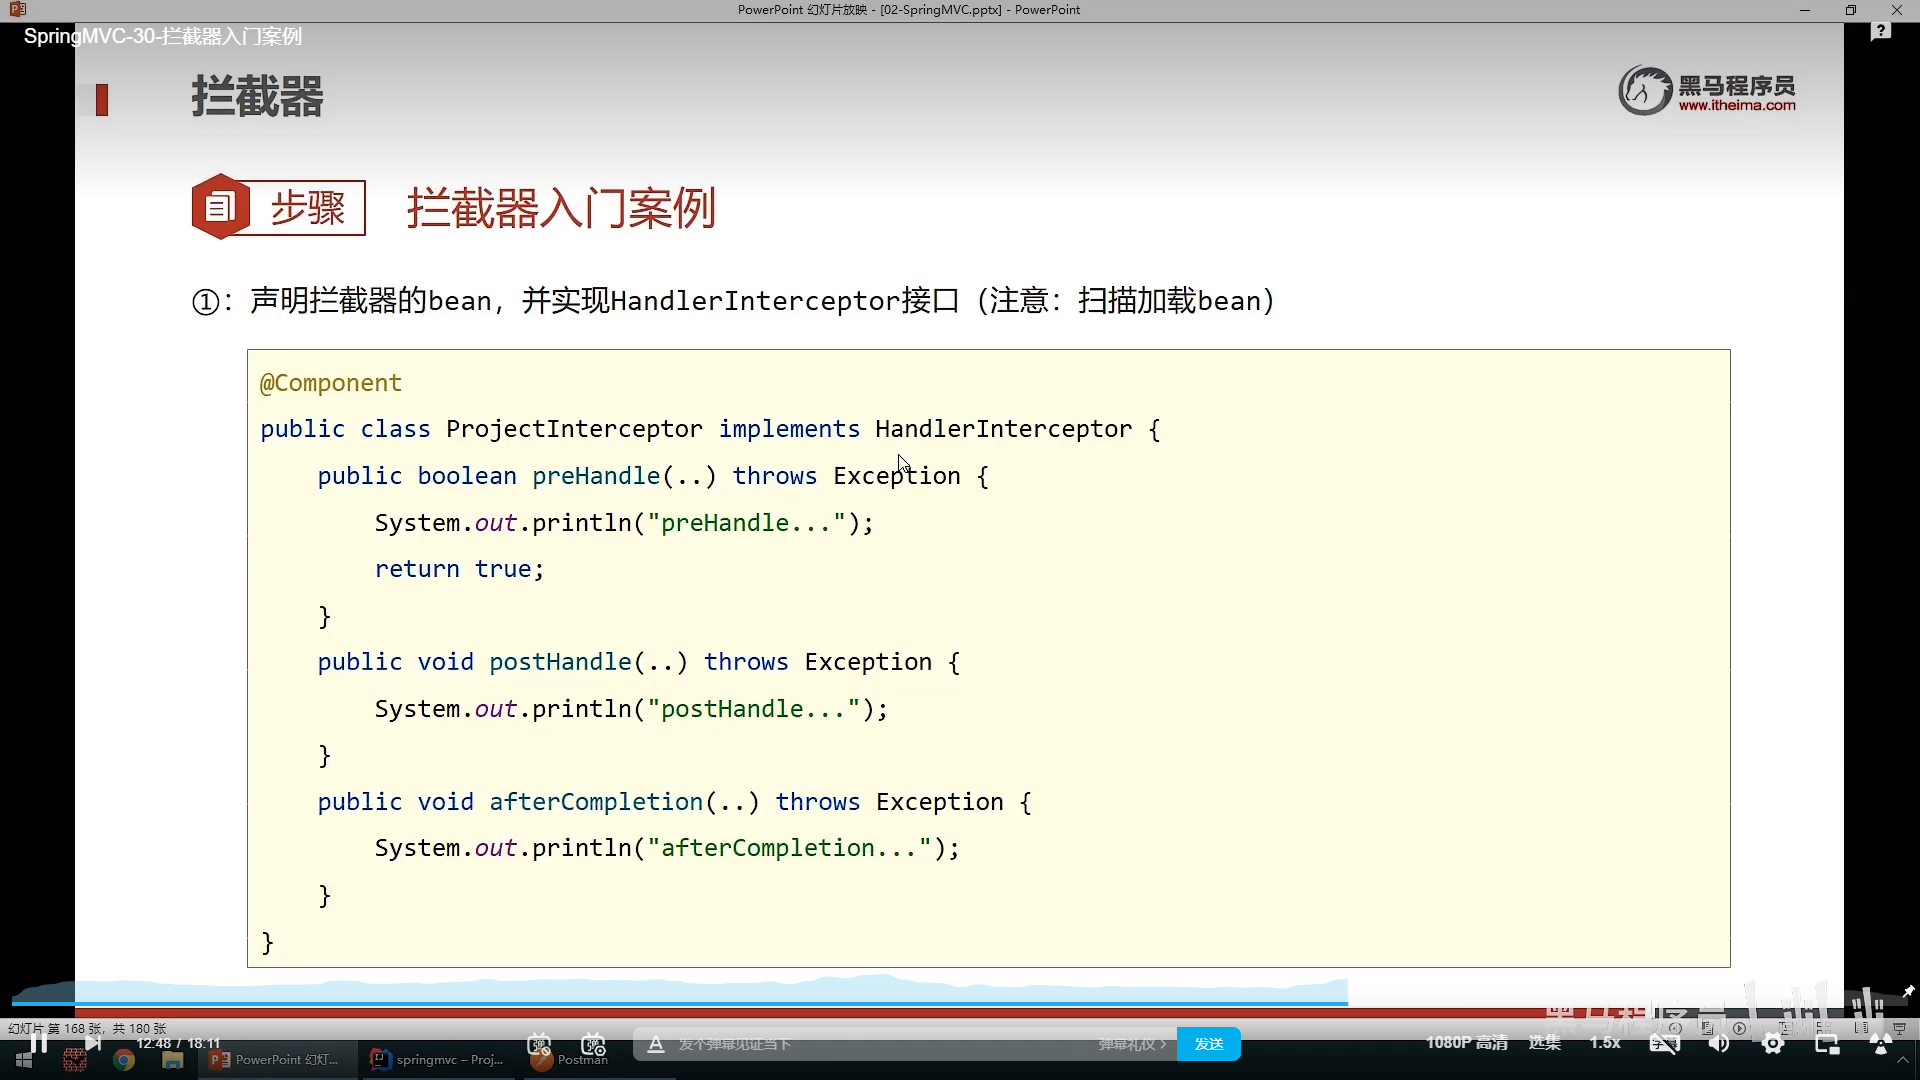 PowerPoint 幻灯片放映 - [02-SpringMVC.pptx] - PowerPoint
SpringMVC-30-拦截器入门案例
拦截器
黑马程序员
www.itheima.com
步骤
拦截器入门案例
①：声明拦截器的bean，并实现HandlerInterceptor接口（注意：扫描加载bean）
@Component
public class ProjectInterceptor implements HandlerInterceptor {
    public boolean preHandle(..) throws Exception {
        System.out.println("preHandle...");
        return true;
    }
    public void postHandle(..) throws Exception {
        System.out.println("postHandle...");
    }
    public void afterCompletion(..) throws Exception {
        System.out.println("afterCompletion...");
    }
}
幻灯片 第 168 张，共 180 张
12:48 / 18:11
发个弹幕见证当下
弹幕礼仪
发送
1080P 高清
选集
1.5x
PowerPoint 幻灯...
springmvc – Proj...
Postman